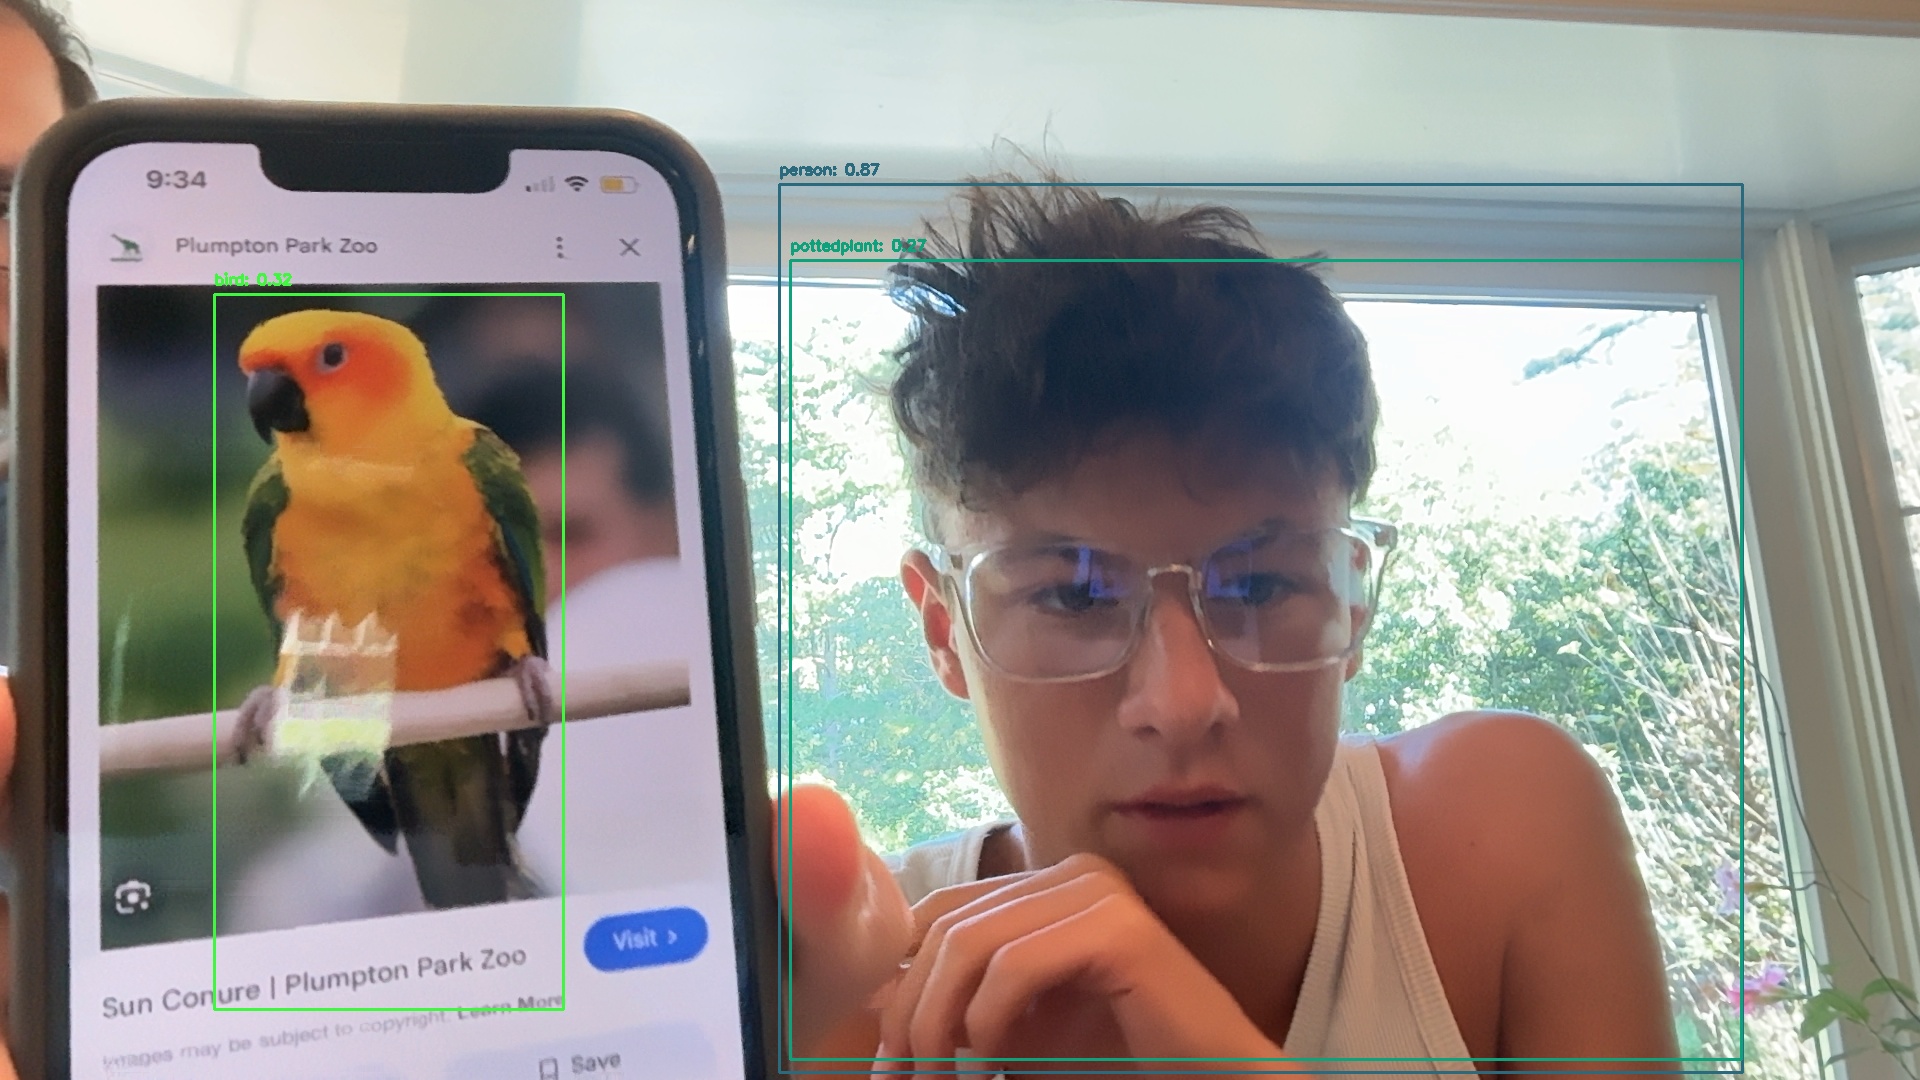 9:34
Plumpton Park Zoo
bird: 0.32
Sun Conure | Plumpton Park Zoo
Visit >
Images may be subject to copyright. Learn More
Save
person: 0.87
pottedplant: 0.27